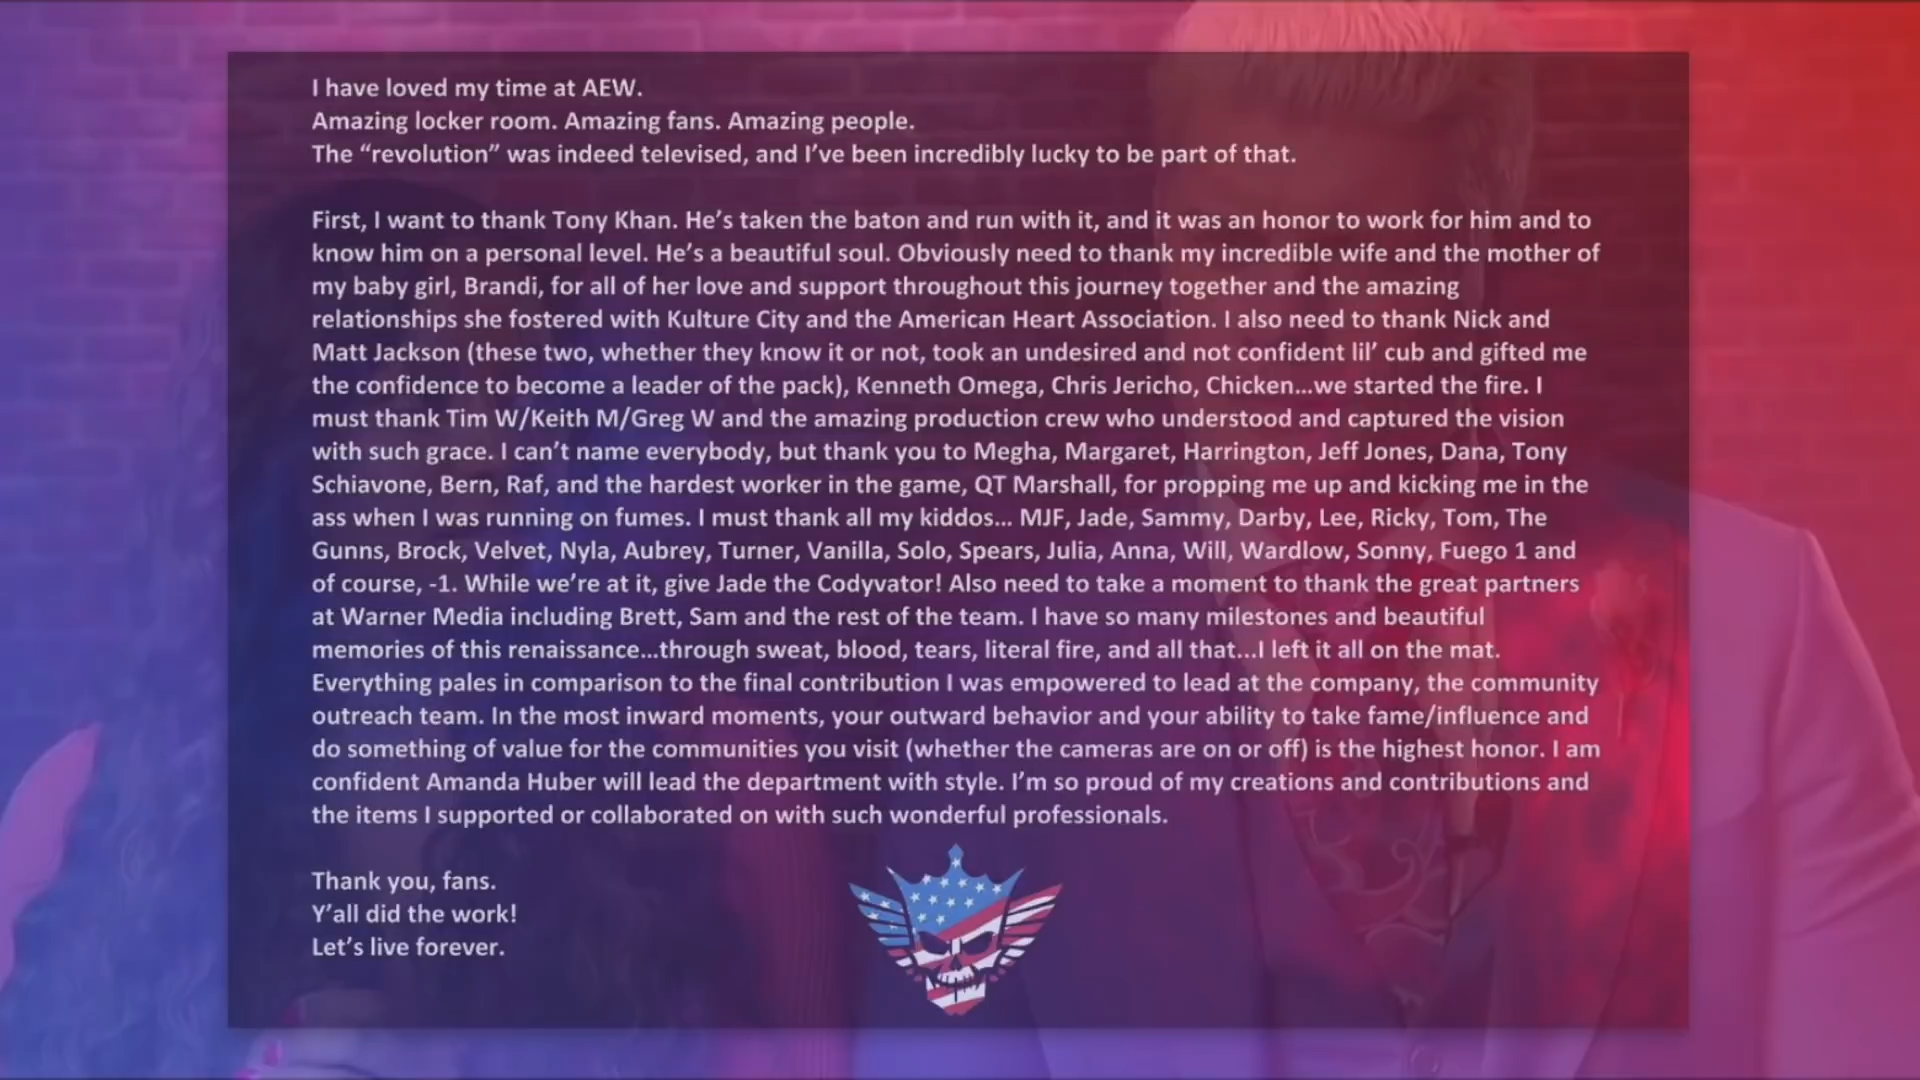 I have loved my time at AEW.
Amazing locker room. Amazing fans. Amazing people.
The “revolution” was indeed televised, and I’ve been incredibly lucky to be part of that.
First, I want to thank Tony Khan. He’s taken the baton and run with it, and it was an honor to work for him and to
know him on a personal level. He’s a beautiful soul. Obviously need to thank my incredible wife and the mother of
my baby girl, Brandi, for all of her love and support throughout this journey together and the amazing
relationships she fostered with Kulture City and the American Heart Association. I also need to thank Nick and
Matt Jackson (these two, whether they know it or not, took an undesired and not confident lil’ cub and gifted me
the confidence to become a leader of the pack), Kenneth Omega, Chris Jericho, Chicken...we started the fire. I
must thank Tim W/Keith M/Greg W and the amazing production crew who understood and captured the vision
with such grace. I can’t name everybody, but thank you to Megha, Margaret, Harrington, Jeff Jones, Dana, Tony
Schiavone, Bern, Raf, and the hardest worker in the game, QT Marshall, for propping me up and kicking me in the
ass when I was running on fumes. I must thank all my kiddos... MJF, Jade, Sammy, Darby, Lee, Ricky, Tom, The
Gunns, Brock, Velvet, Nyla, Aubrey, Turner, Vanilla, Solo, Spears, Julia, Anna, Will, Wardlow, Sonny, Fuego 1 and
of course, -1. While we’re at it, give Jade the Codyvator! Also need to take a moment to thank the great partners
at Warner Media including Brett, Sam and the rest of the team. I have so many milestones and beautiful
memories of this renaissance...through sweat, blood, tears, literal fire, and all that...I left it all on the mat.
Everything pales in comparison to the final contribution I was empowered to lead at the company, the community
outreach team. In the most inward moments, your outward behavior and your ability to take fame/influence and
do something of value for the communities you visit (whether the cameras are on or off) is the highest honor. I am
confident Amanda Huber will lead the department with style. I’m so proud of my creations and contributions and
the items I supported or collaborated on with such wonderful professionals.
Thank you, fans.
Y’all did the work!
Let’s live forever.